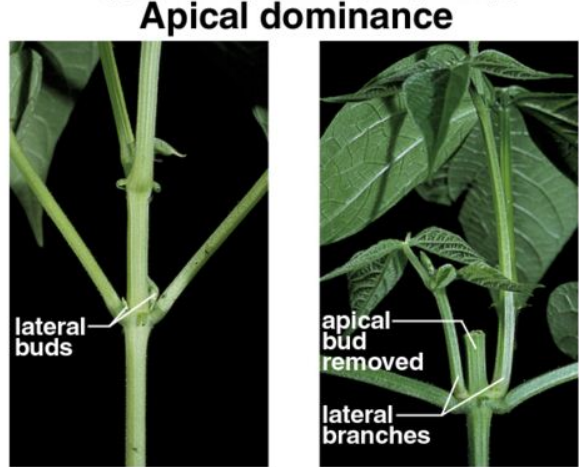 Apical dominance
lateral
buds
apical
bud
removed
lateral
branches